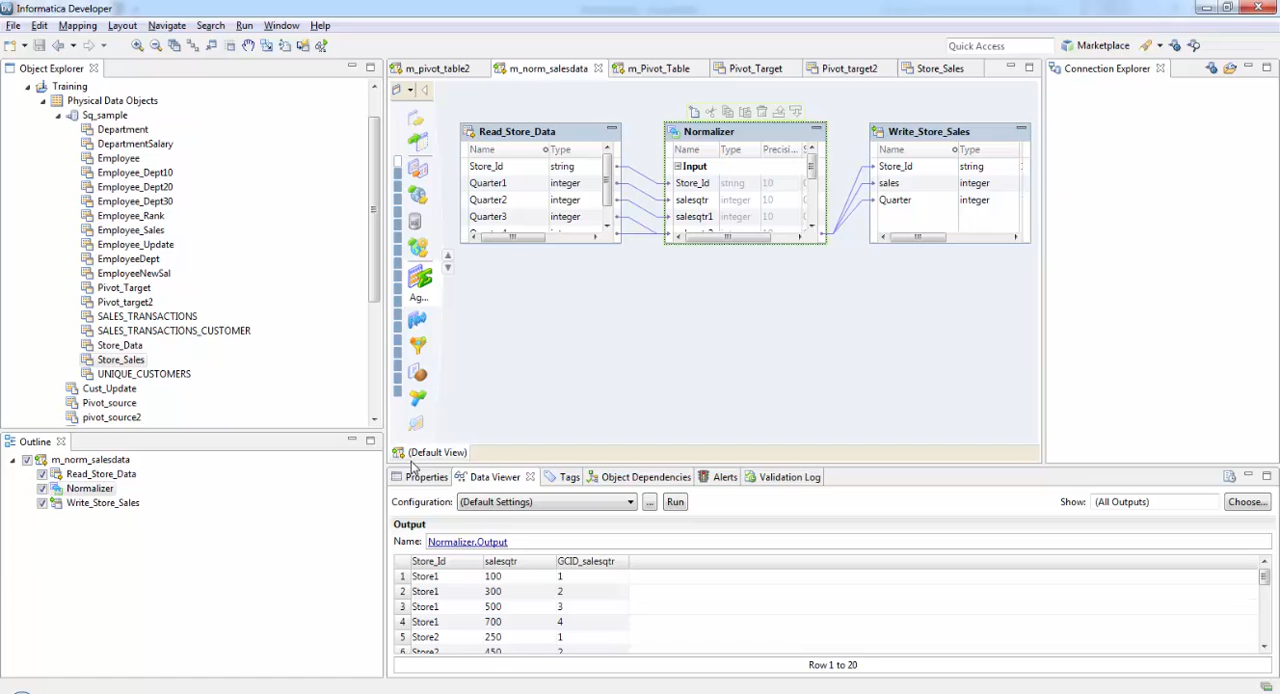 Informatica Developer
File Edit Mapping Layout Navigate Search Run Window Help
Quick Access Marketplace
Object Explorer
Training
Physical Data Objects
Sq_sample
Department
DepartmentSalary
Employee
Employee_Dept10
Employee_Dept20
Employee_Dept30
Employee_Rank
Employee_Sales
Employee_Update
EmployeeDept
EmployeeNewSal
Pivot_Target
Pivot_target2
SALES_TRANSACTIONS
SALES_TRANSACTIONS_CUSTOMER
Store_Data
Store_Sales
UNIQUE_CUSTOMERS
Cust_Update
Pivot_source
pivot_source2
Outline
m_norm_salesdata
Read_Store_Data
Normalizer
Write_Store_Sales
m_pivot_table2 m_norm_salesdata m_Pivot_Table Pivot_Target Pivot_target2 Store_Sales
Ag...
Read_Store_Data
Name Type
Store_Id string
Quarter1 integer
Quarter2 integer
Quarter3 integer
Normalizer
Name Type Precisi...
Input
Store_Id string 10
salesqtr integer 10
salesqtr1 integer 10
Write_Store_Sales
Name Type
Store_Id string
sales integer
Quarter integer
(Default View)
Connection Explorer
Properties Data Viewer Tags Object Dependencies Alerts Validation Log
Configuration: (Default Settings) ... Run Show: (All Outputs) Choose...
Output
Name: Normalizer.Output
Store_Id salesqtr GCID_salesqtr
1 Store1 100 1
2 Store1 300 2
3 Store1 500 3
4 Store1 700 4
5 Store2 250 1
6 Store2 450 2
Row 1 to 20